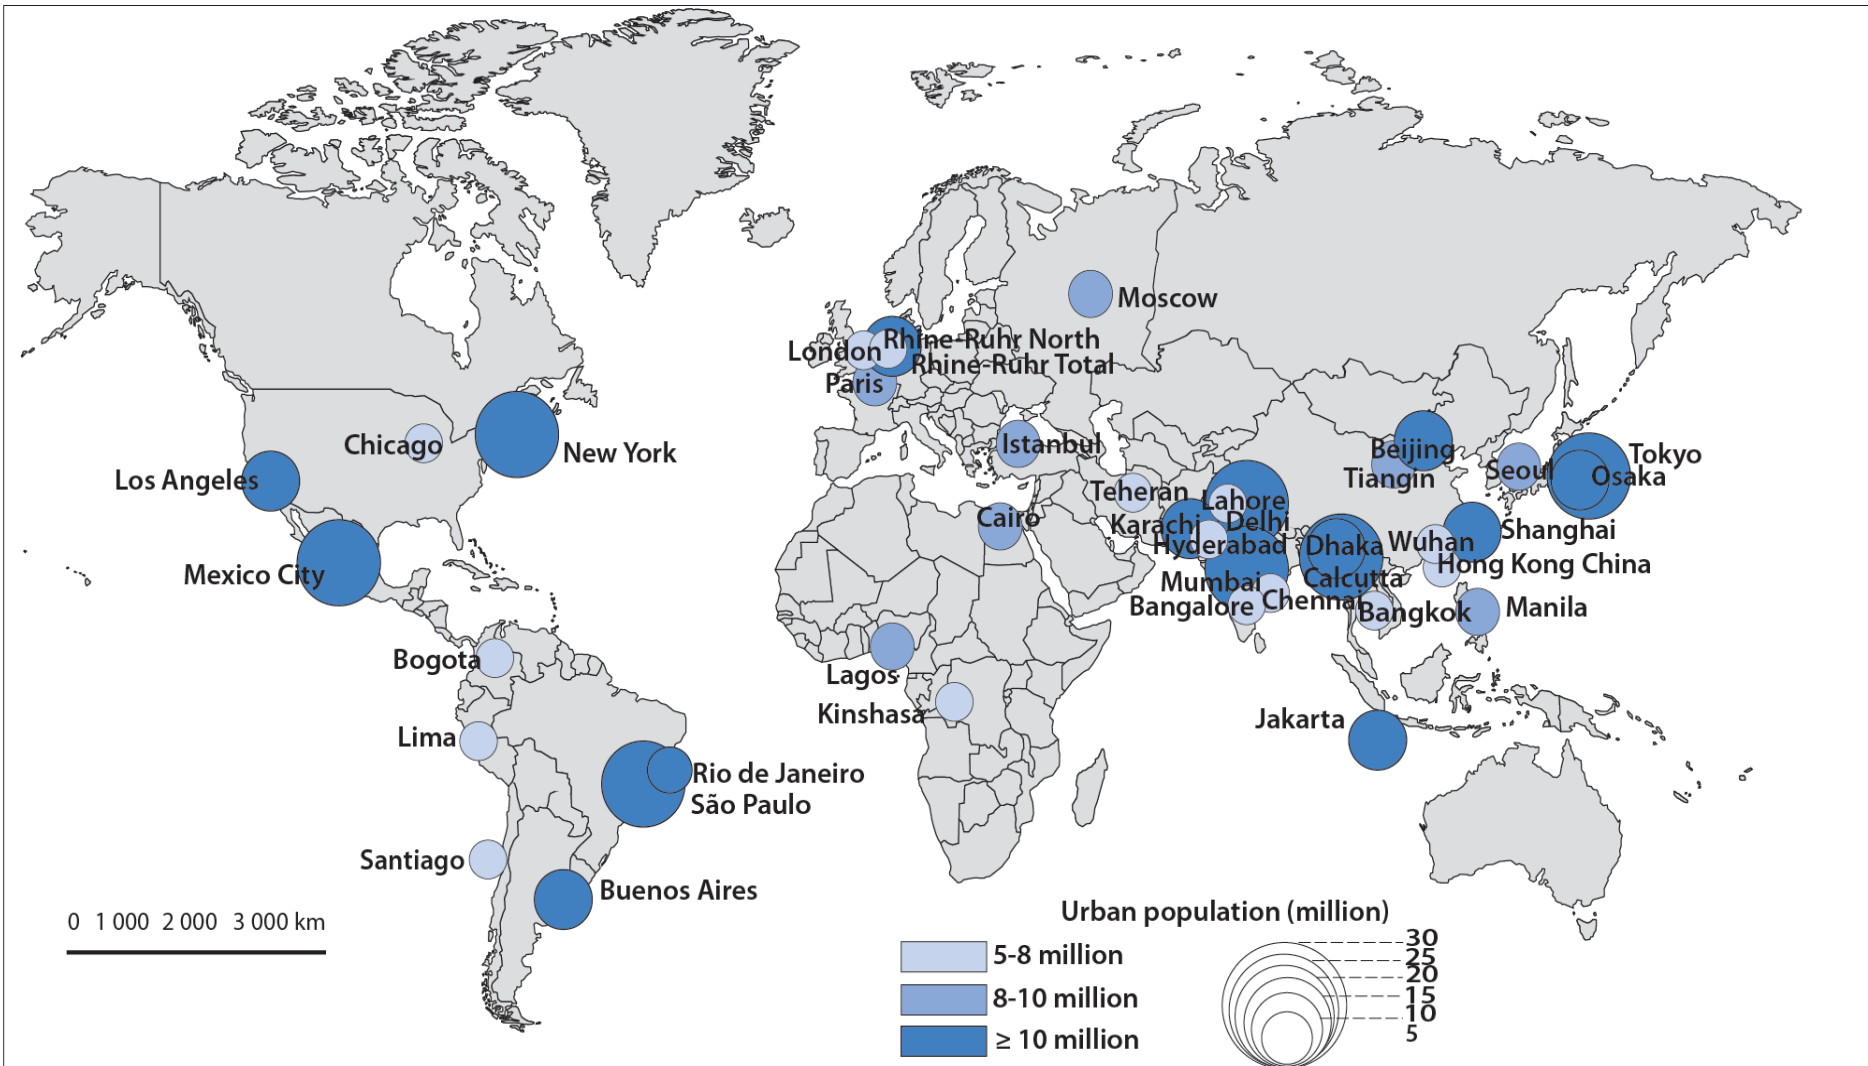 Moscow
Rhine-Ruhr North
London
Rhine-Ruhr Total
Paris
Chicago
New York
Istanbul
Beijing
Tokyo
Los Angeles
Tiangin
Seoul
Osaka
Teheran
Lahore
Cairo
Karachi
Delhi
Shanghai
Hyderabad
Dhaka
Wuhan
Mexico City
Mumbai
Calcutta
Hong Kong China
Bangalore
Chennai
Bangkok
Manila
Bogota
Lagos
Kinshasa
Lima
Jakarta
Rio de Janeiro
São Paulo
Santiago
Buenos Aires
0 1 000 2 000 3 000 km
Urban population (million)
5-8 million
8-10 million
≥ 10 million
30
25
20
15
10
5